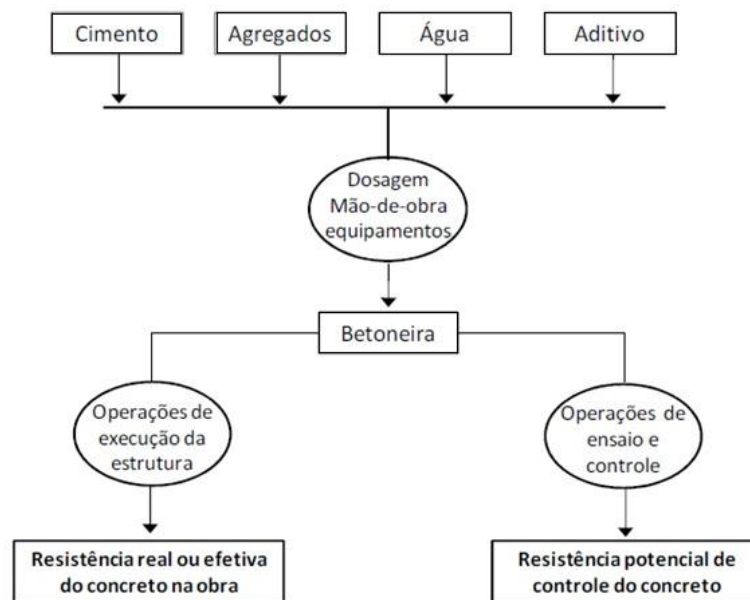 Cimento
Agregados
Água
Aditivo
Dosagem
Mão-de-obra
equipamentos
Betoneira
Operações de
execução da
estrutura
Operações de
ensaio e
controle
Resistência real ou efetiva
do concreto na obra
Resistência potencial de
controle do concreto